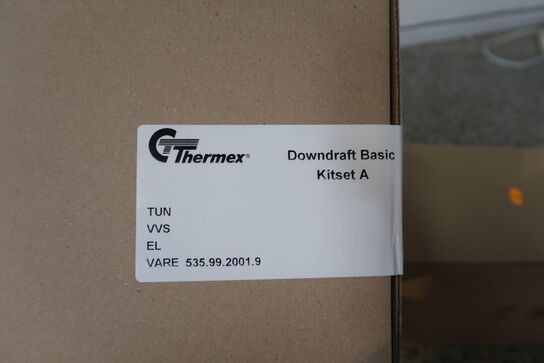 Thermex®
Downdraft Basic
Kitset A
TUN
VVS
EL
VARE 535.99.2001.9